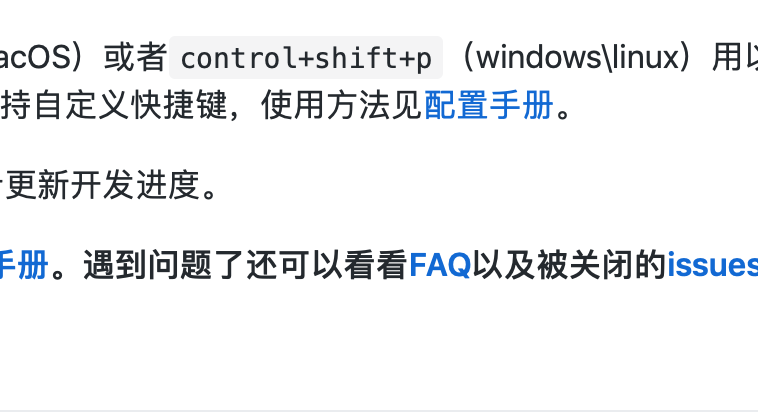 acOS）或者 control+shift+p （windows\linux）用以
持自定义快捷键，使用方法见配置手册。
更新开发进度。
手册。遇到问题了还可以看看FAQ以及被关闭的issues